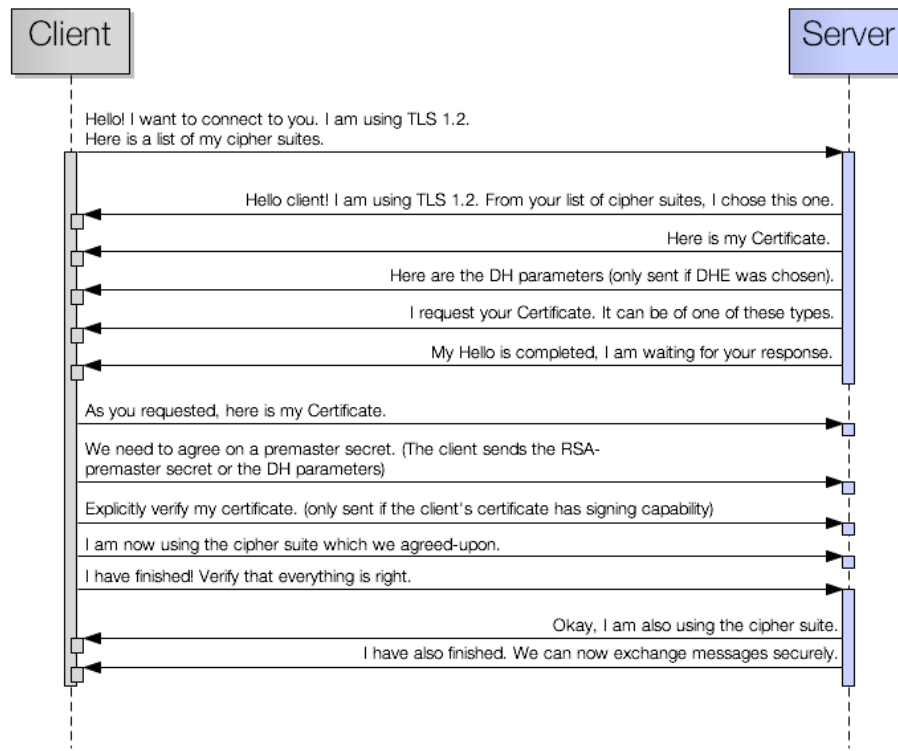 Client
Server
Hello! I want to connect to you. I am using TLS 1.2.
Here is a list of my cipher suites.
Hello client! I am using TLS 1.2. From your list of cipher suites, I chose this one.
Here is my Certificate.
Here are the DH parameters (only sent if DHE was chosen).
I request your Certificate. It can be of one of these types.
My Hello is completed, I am waiting for your response.
As you requested, here is my Certificate.
We need to agree on a premaster secret. (The client sends the RSA-
premaster secret or the DH parameters)
Explicitly verify my certificate. (only sent if the client's certificate has signing capability)
I am now using the cipher suite which we agreed-upon.
I have finished! Verify that everything is right.
Okay, I am also using the cipher suite.
I have also finished. We can now exchange messages securely.